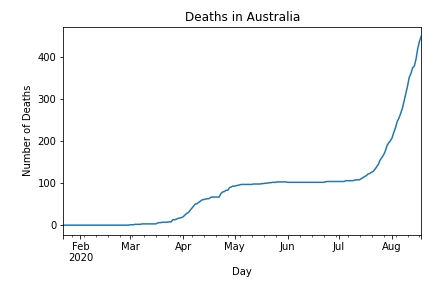 Deaths in Australia
Number of Deaths
400
300
200
100
0
Feb
2020
Mar
Apr
May
Jun
Jul
Aug
Day